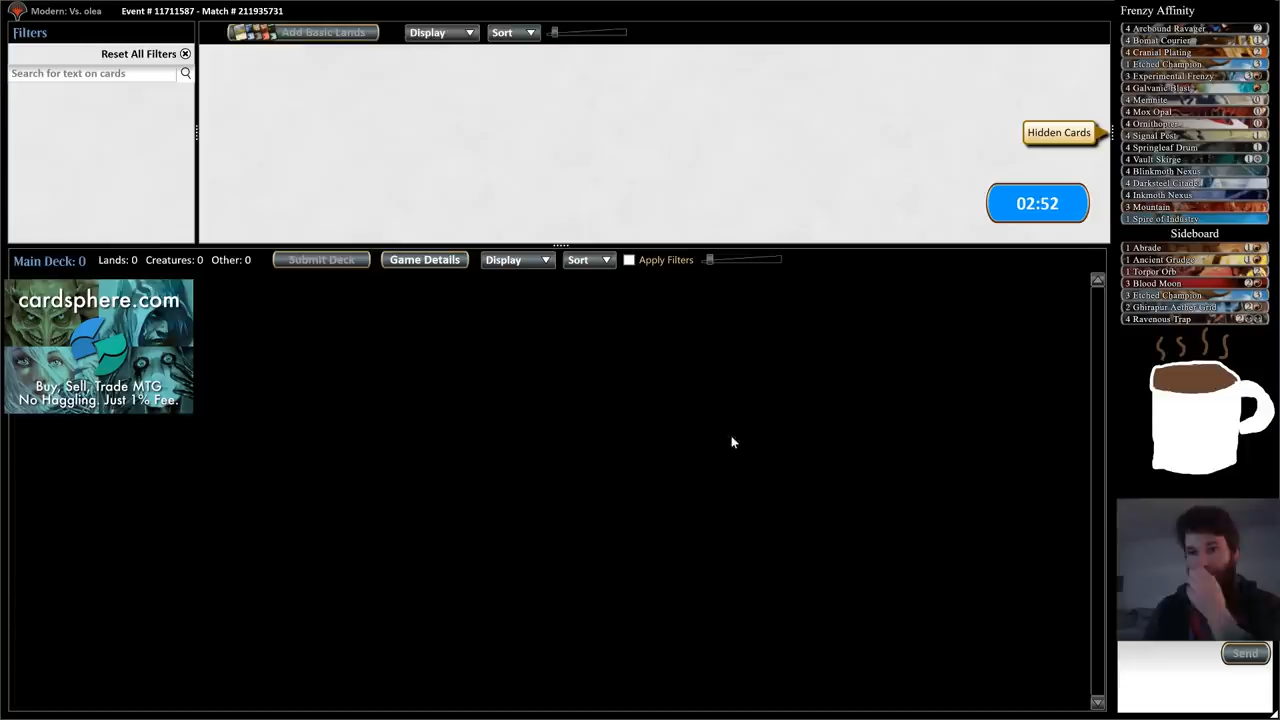 Modern: Vs. olea
Event # 11711587 - Match # 211935731
Filters
Reset All Filters
Search for text on cards
Add Basic Lands
Display
Sort
Hidden Cards
02:52
Main Deck: 0
Lands: 0 Creatures: 0 Other: 0
Submit Deck
Game Details
Display
Sort
Apply Filters
cardsphere.com
Buy, Sell, Trade MTG
No Haggling. Just 1% Fee.
Frenzy Affinity
4 Arcbound Ravager
4 Bomat Courier
4 Cranial Plating
1 Etched Champion
3 Experimental Frenzy
4 Galvanic Blast
4 Memnite
4 Mox Opal
4 Ornithopter
4 Signal Pest
4 Springleaf Drum
4 Vault Skirge
4 Blinkmoth Nexus
4 Darksteel Citadel
4 Inkmoth Nexus
3 Mountain
1 Spire of Industry
Sideboard
1 Abrade
1 Ancient Grudge
1 Torpor Orb
3 Blood Moon
3 Etched Champion
2 Ghirapur Aether Grid
4 Ravenous Trap
Send